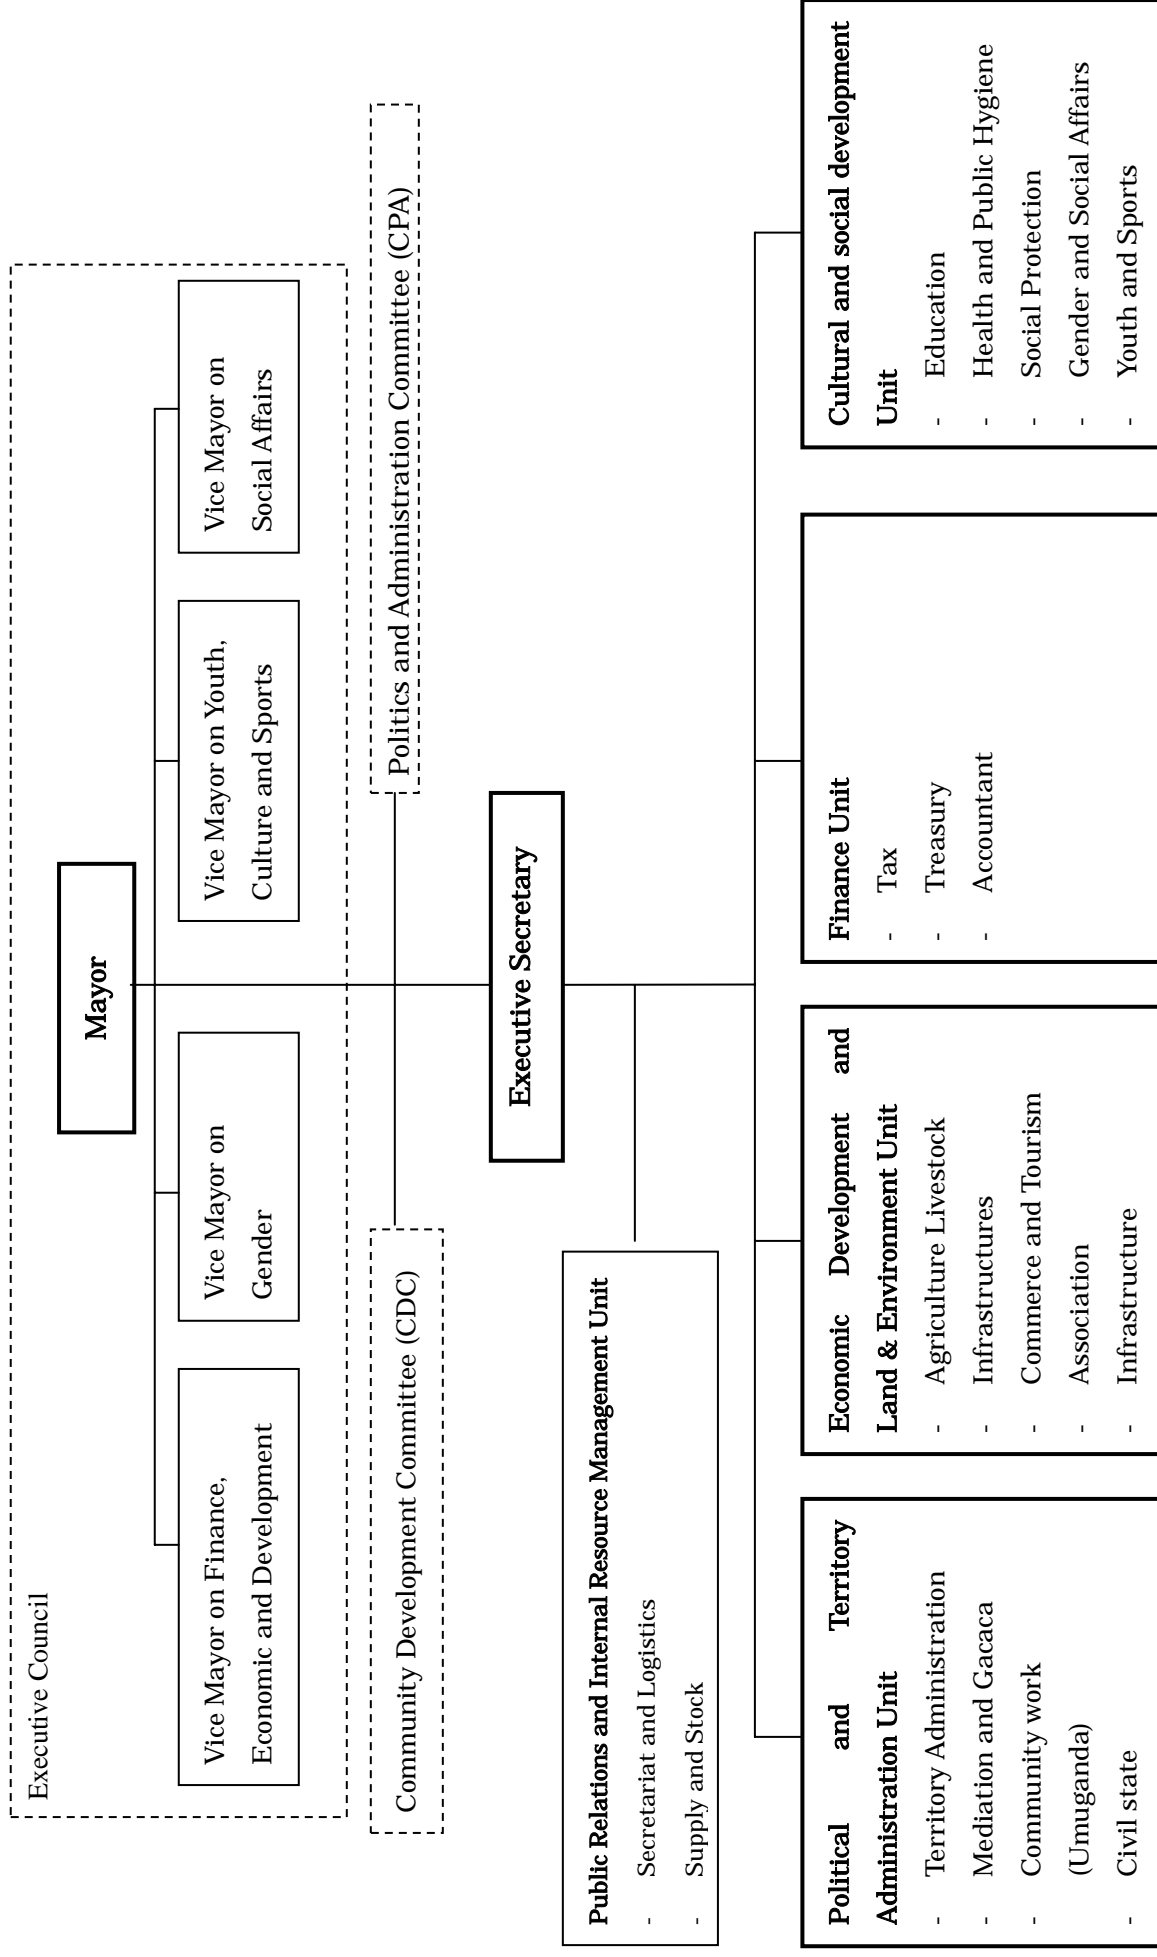 Executive Council
Mayor
Vice Mayor on Finance,
Economic and Development
Vice Mayor on
Gender
Vice Mayor on Youth,
Culture and Sports
Vice Mayor on
Social Affairs
Community Development Committee (CDC)
Politics and Administration Committee (CPA)
Executive Secretary
Public Relations and Internal Resource Management Unit
- Secretariat and Logistics
- Supply and Stock
Political and Territory
Administration Unit
- Territory Administration
- Mediation and Gacaca
- Community work
(Umuganda)
- Civil state
Economic Development and
Land & Environment Unit
- Agriculture Livestock
- Infrastructures
- Commerce and Tourism
- Association
- Infrastructure
Finance Unit
- Tax
- Treasury
- Accountant
Cultural and social development
Unit
- Education
- Health and Public Hygiene
- Social Protection
- Gender and Social Affairs
- Youth and Sports